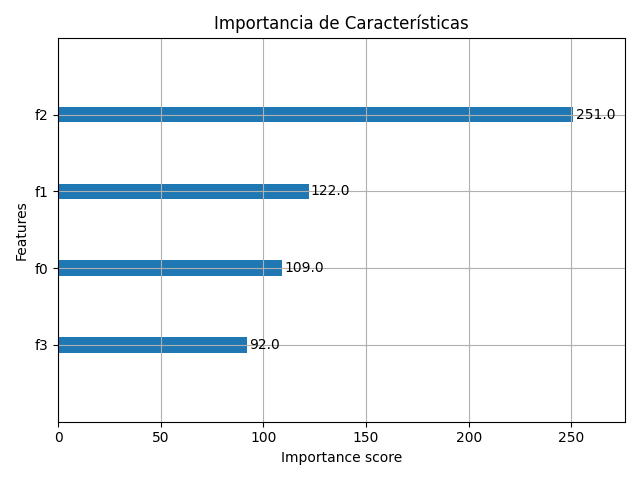 Importancia de Características
Features
f2
251.0
f1
122.0
f0
109.0
f3
92.0
0 50 100 150 200 250
Importance score